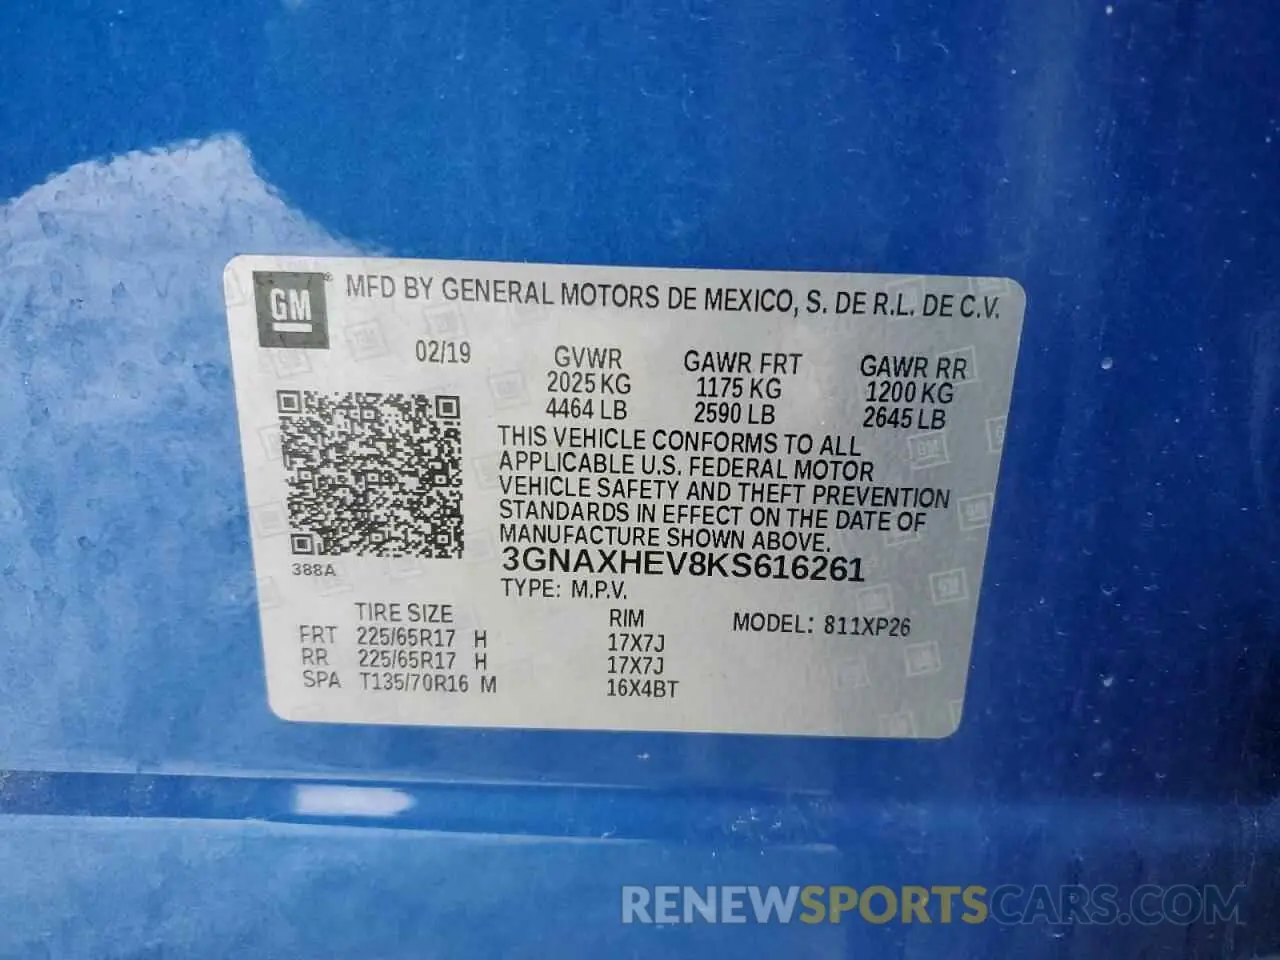 GM ® MFD BY GENERAL MOTORS DE MEXICO, S. DE R.L. DE C.V.
02/19 GVWR GAWR FRT GAWR RR
2025 KG 1175 KG 1200 KG
4464 LB 2590 LB 2645 LB
THIS VEHICLE CONFORMS TO ALL
APPLICABLE U.S. FEDERAL MOTOR
VEHICLE SAFETY AND THEFT PREVENTION
STANDARDS IN EFFECT ON THE DATE OF
MANUFACTURE SHOWN ABOVE.
388A
3GNAXHEV8KS616261
TYPE: M.P.V.
TIRE SIZE RIM MODEL: 811XP26
FRT 225/65R17 H 17X7J
RR 225/65R17 H 17X7J
SPA T135/70R16 M 16X4BT
RENEWSPORTSCARS.COM